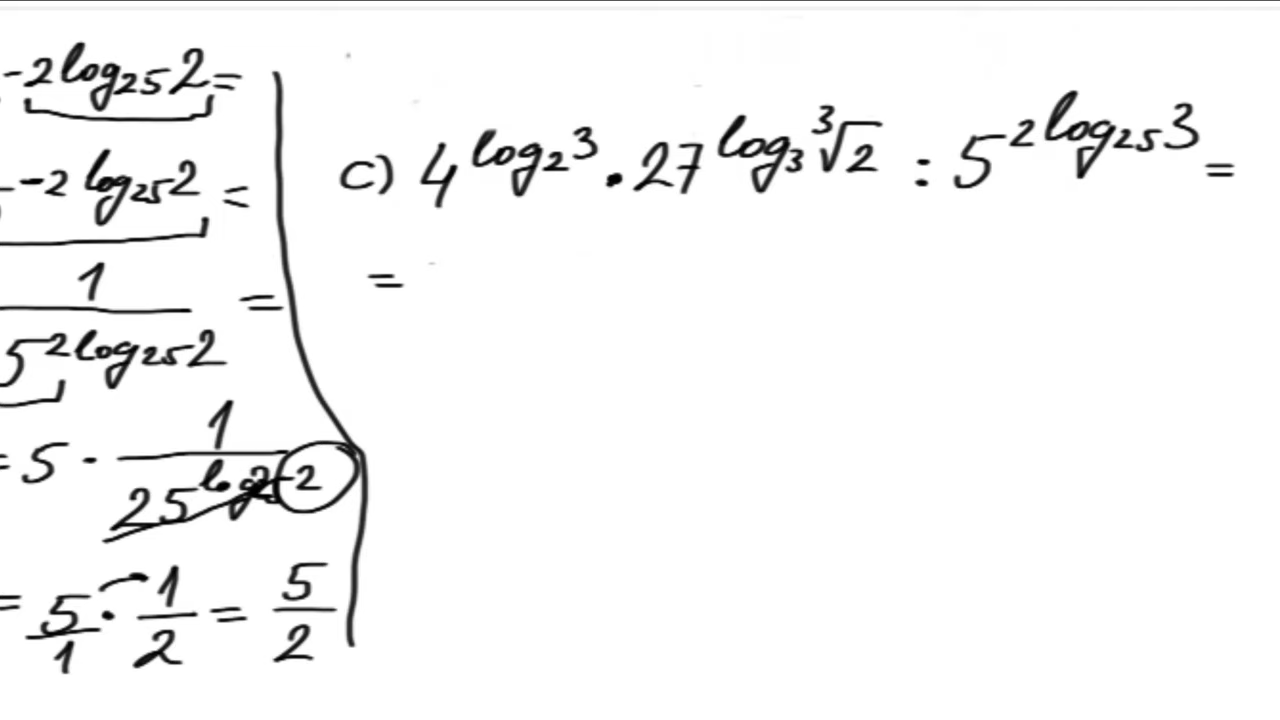 -2log₂₅2=
-2 log₂₅2 =
1 =
5^(2log₂₅2)
= 5 · 1
25^(log₂₅2) 2
= 5/1 · 1/2 = 5/2
c) 4^(log₂3) · 27^(log₃∛2) : 5^(2log₂₅3) =
=